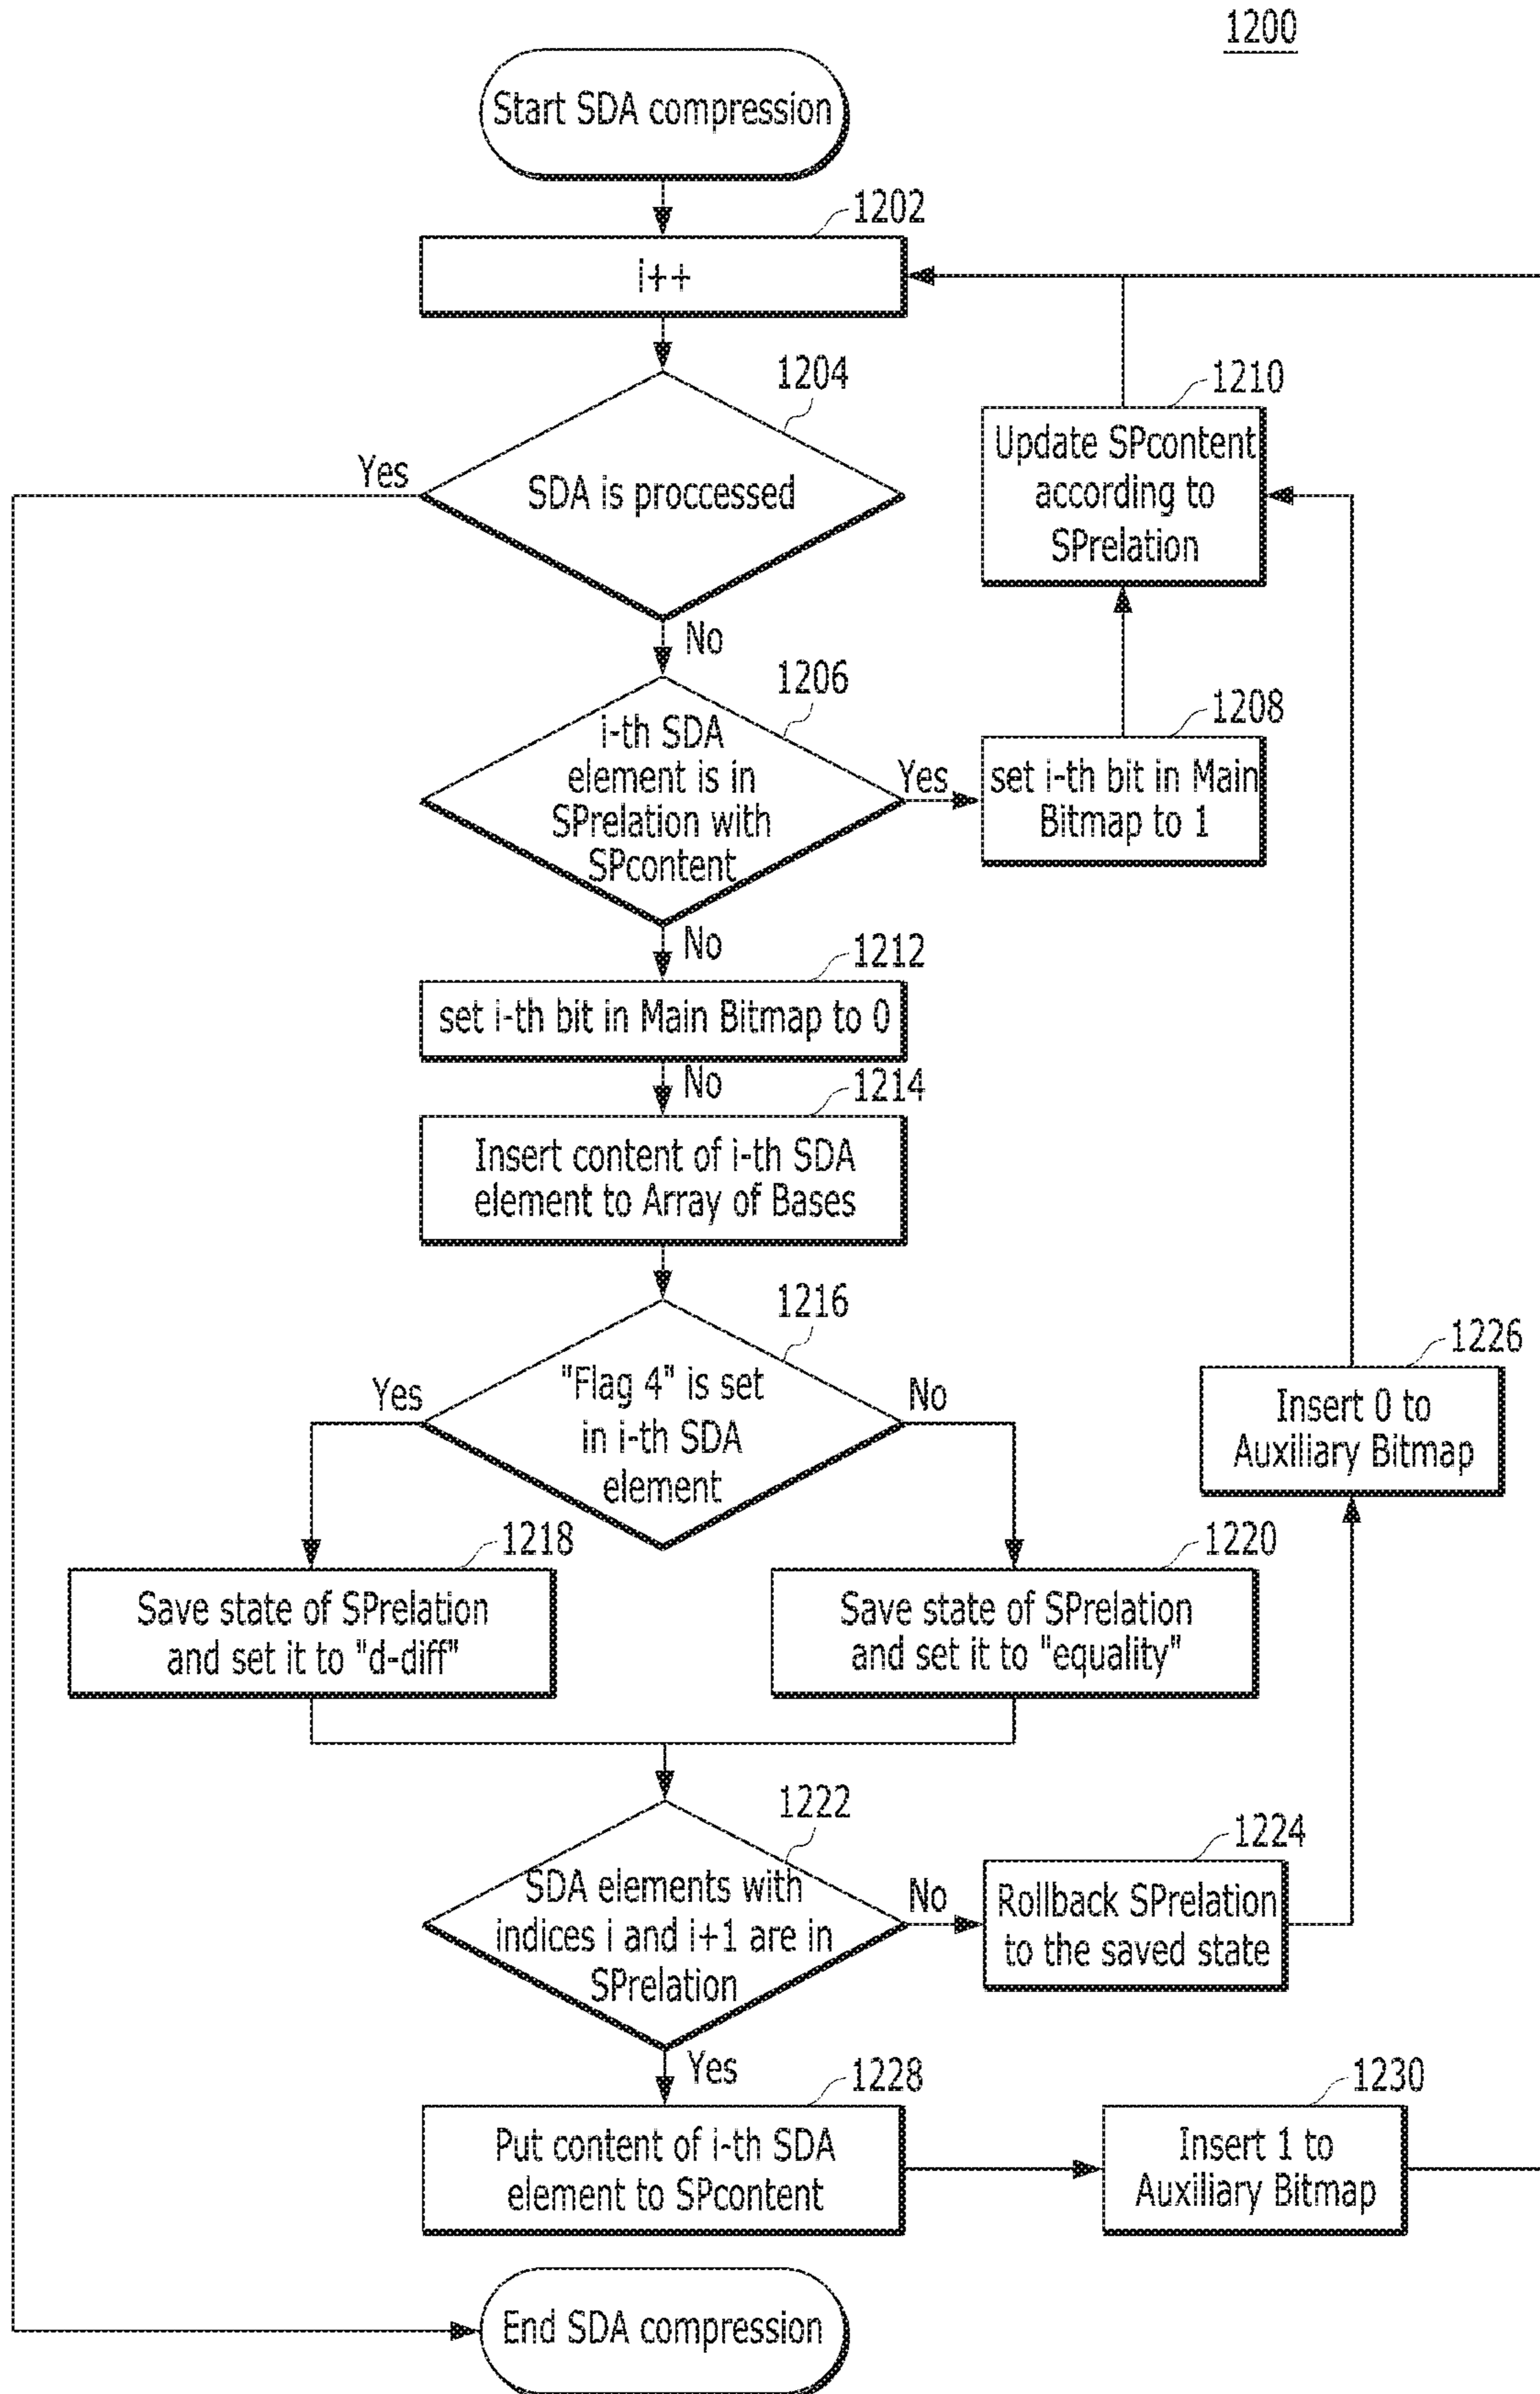 1200
Start SDA compression
1202
i++
1204
SDA is proccessed
Yes
No
1210
Update SPcontent
according to
SPrelation
1206
i-th SDA
element is in
SPrelation with
SPcontent
Yes
No
1208
set i-th bit in Main
Bitmap to 1
1212
set i-th bit in Main Bitmap to 0
No
1214
Insert content of i-th SDA
element to Array of Bases
1216
"Flag 4" is set
in i-th SDA
element
Yes
No
1226
Insert 0 to
Auxiliary Bitmap
1218
Save state of SPrelation
and set it to "d-diff"
1220
Save state of SPrelation
and set it to "equality"
1222
SDA elements with
indices i and i+1 are in
SPrelation
No
Yes
1224
Rollback SPrelation
to the saved state
1228
Put content of i-th SDA
element to SPcontent
1230
Insert 1 to
Auxiliary Bitmap
End SDA compression